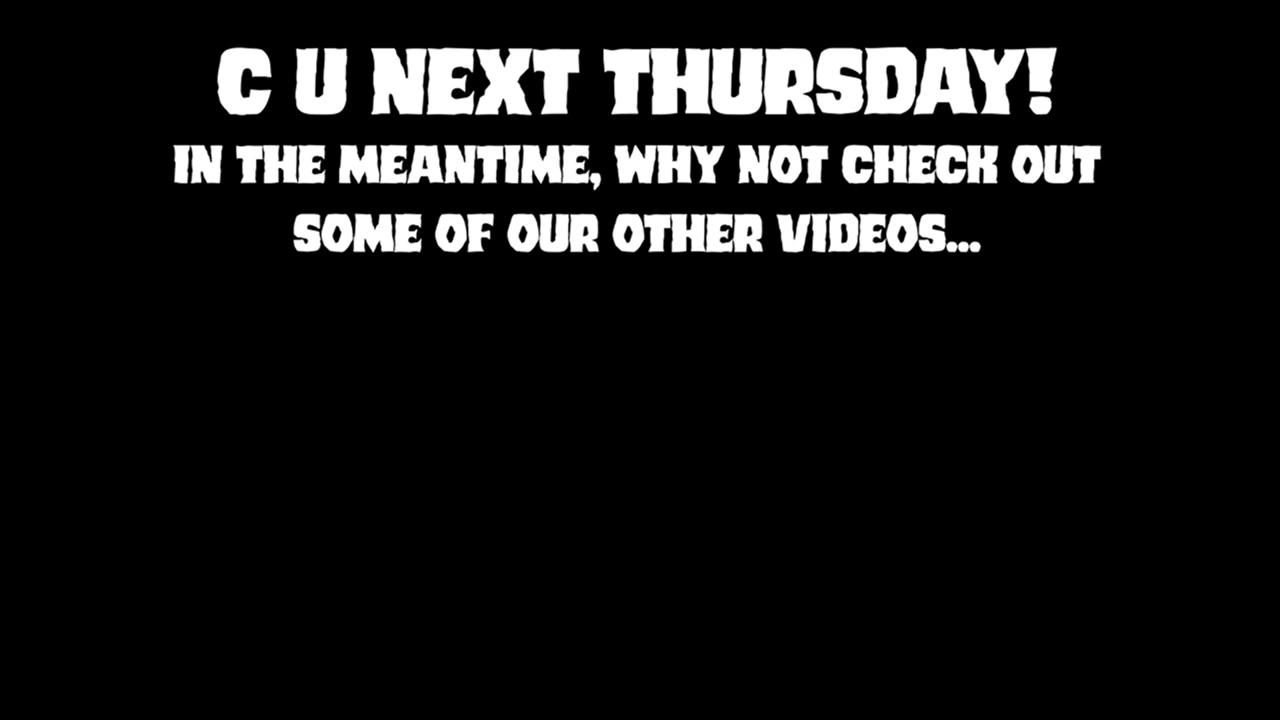 C U NEXT THURSDAY!
IN THE MEANTIME, WHY NOT CHECK OUT
SOME OF OUR OTHER VIDEOS...